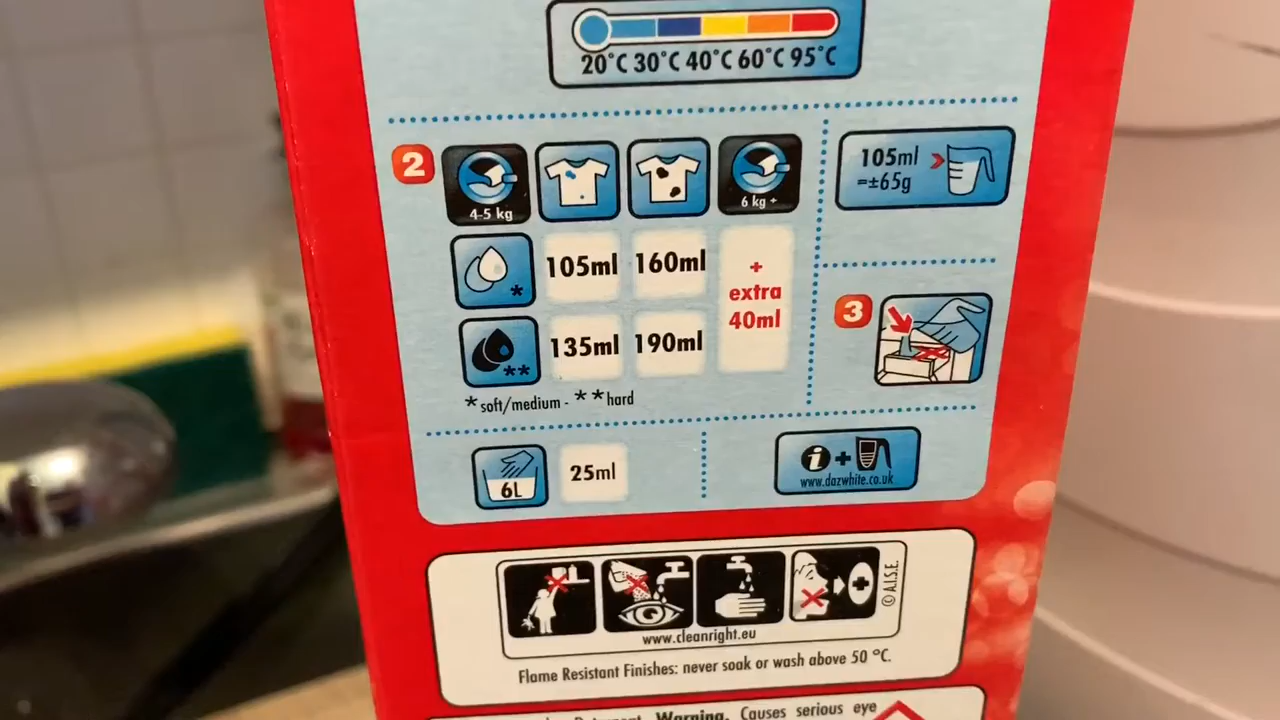 20°C 30°C 40°C 60°C 95°C
2
4-5 kg
6 kg +
105ml
=±65g
* 105ml 160ml
+
extra
40ml
3
** 135ml 190ml
*soft/medium - **hard
6L
25ml
i +
www.dazwhite.co.uk
© A.I.S.E.
www.cleanright.eu
Flame Resistant Finishes: never soak or wash above 50 °C.
Warning. Causes serious eye